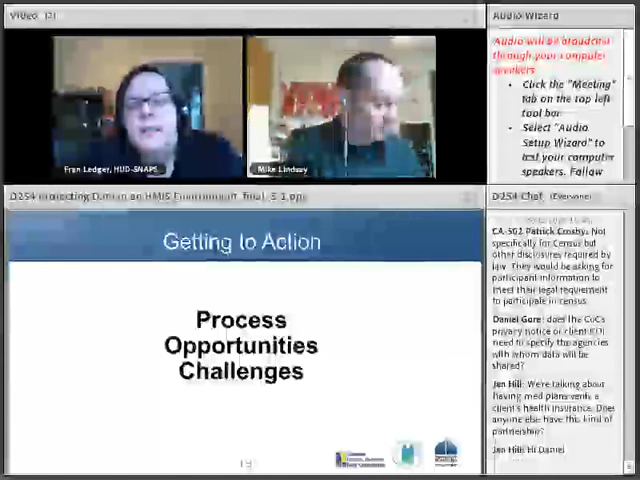 Video (2)
Fran Ledger, HUD-SNAPS
Mike Lindsay
Audio Wizard
Audio will be broadcast
through your computer
speakers
• Click the "Meeting"
tab on the top left
tool bar.
• Select "Audio
Setup Wizard" to
test your computer
speakers. Follow
Getting to Action
Process
Opportunities
Challenges
D2S4 Chat (Everyone)
CA-502 Patrick Crosby: Not
specifically for Census but
other disclosures required by
law. They would be asking for
participant information to
meet their legal requirement
to participate in census.
Daniel Gore: does the CoCs
privacy notice or client ROI
need to specify the agencies
with whom data will be
shared?
Jen Hill: We're talking about
having med plans verify a
client's health insurance. Does
anyone else have this kind of
partnership?
Jen Hill: Hi Daniel